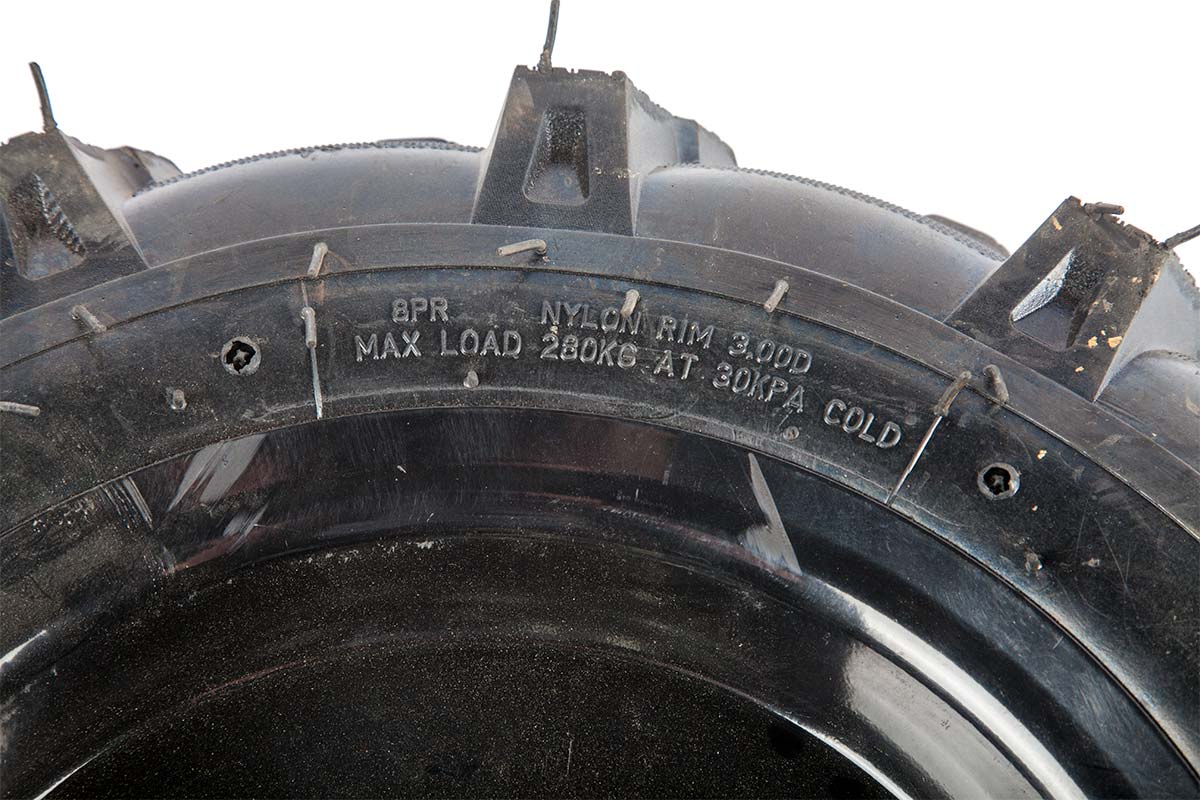 8PR NYLON RIM 3.00D
MAX LOAD 280KG AT 30KPA COLD